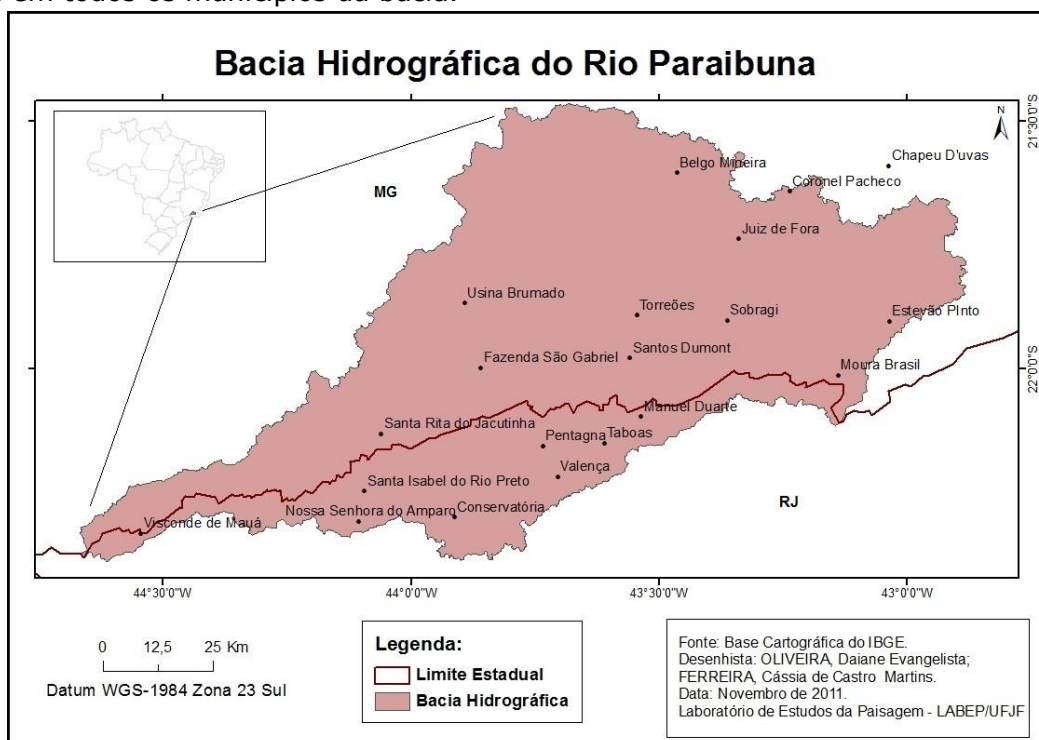 em todos os municípios da bacia.
Bacia Hidrográfica do Rio Paraibuna
N
21°30'0"S
Chapeu D'uvas
Belgo Mineira
Coronel Pacheco
MG
Juiz de Fora
Usina Brumado
Torreões
Sobragi
Estevão PInto
Santos Dumont
Fazenda São Gabriel
Moura Brasil
22°0'0"S
Manuel Duarte
Santa Rita do Jacutinha
Pentagna
Taboas
Valença
Santa Isabel do Rio Preto
RJ
Nossa Senhora do Amparo
Conservatória
Visconde de Mauá
44°30'0"W
44°0'0"W
43°30'0"W
43°0'0"W
0 12,5 25 Km
Datum WGS-1984 Zona 23 Sul
Legenda:
Limite Estadual
Bacia Hidrográfica
Fonte: Base Cartográfica do IBGE.
Desenhista: OLIVEIRA, Daiane Evangelista;
FERREIRA, Cássia de Castro Martins.
Data: Novembro de 2011.
Laboratório de Estudos da Paisagem - LABEP/UFJF